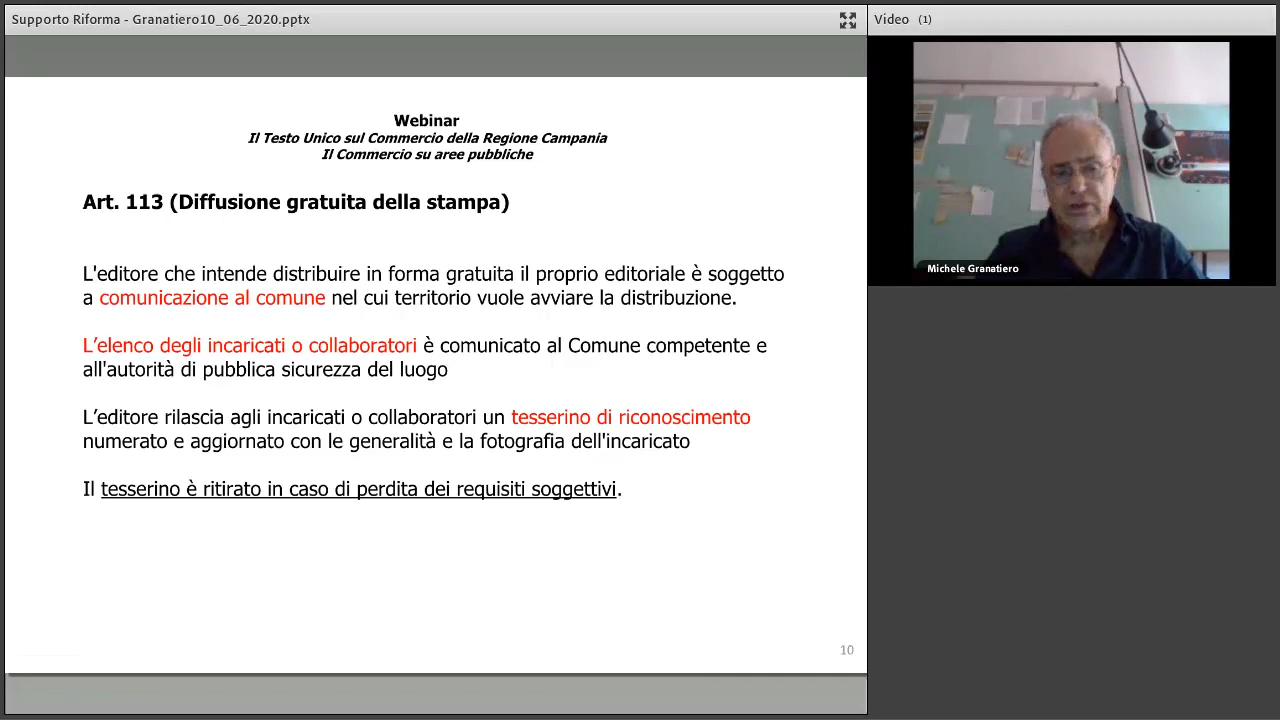 Supporto Riforma - Granatiero10_06_2020.pptx
Video (1)
Webinar
Il Testo Unico sul Commercio della Regione Campania
Il Commercio su aree pubbliche
Art. 113 (Diffusione gratuita della stampa)
L'editore che intende distribuire in forma gratuita il proprio editoriale è soggetto
a comunicazione al comune nel cui territorio vuole avviare la distribuzione.
L’elenco degli incaricati o collaboratori è comunicato al Comune competente e
all'autorità di pubblica sicurezza del luogo
L’editore rilascia agli incaricati o collaboratori un tesserino di riconoscimento
numerato e aggiornato con le generalità e la fotografia dell'incaricato
Il tesserino è ritirato in caso di perdita dei requisiti soggettivi.
10
Michele Granatiero